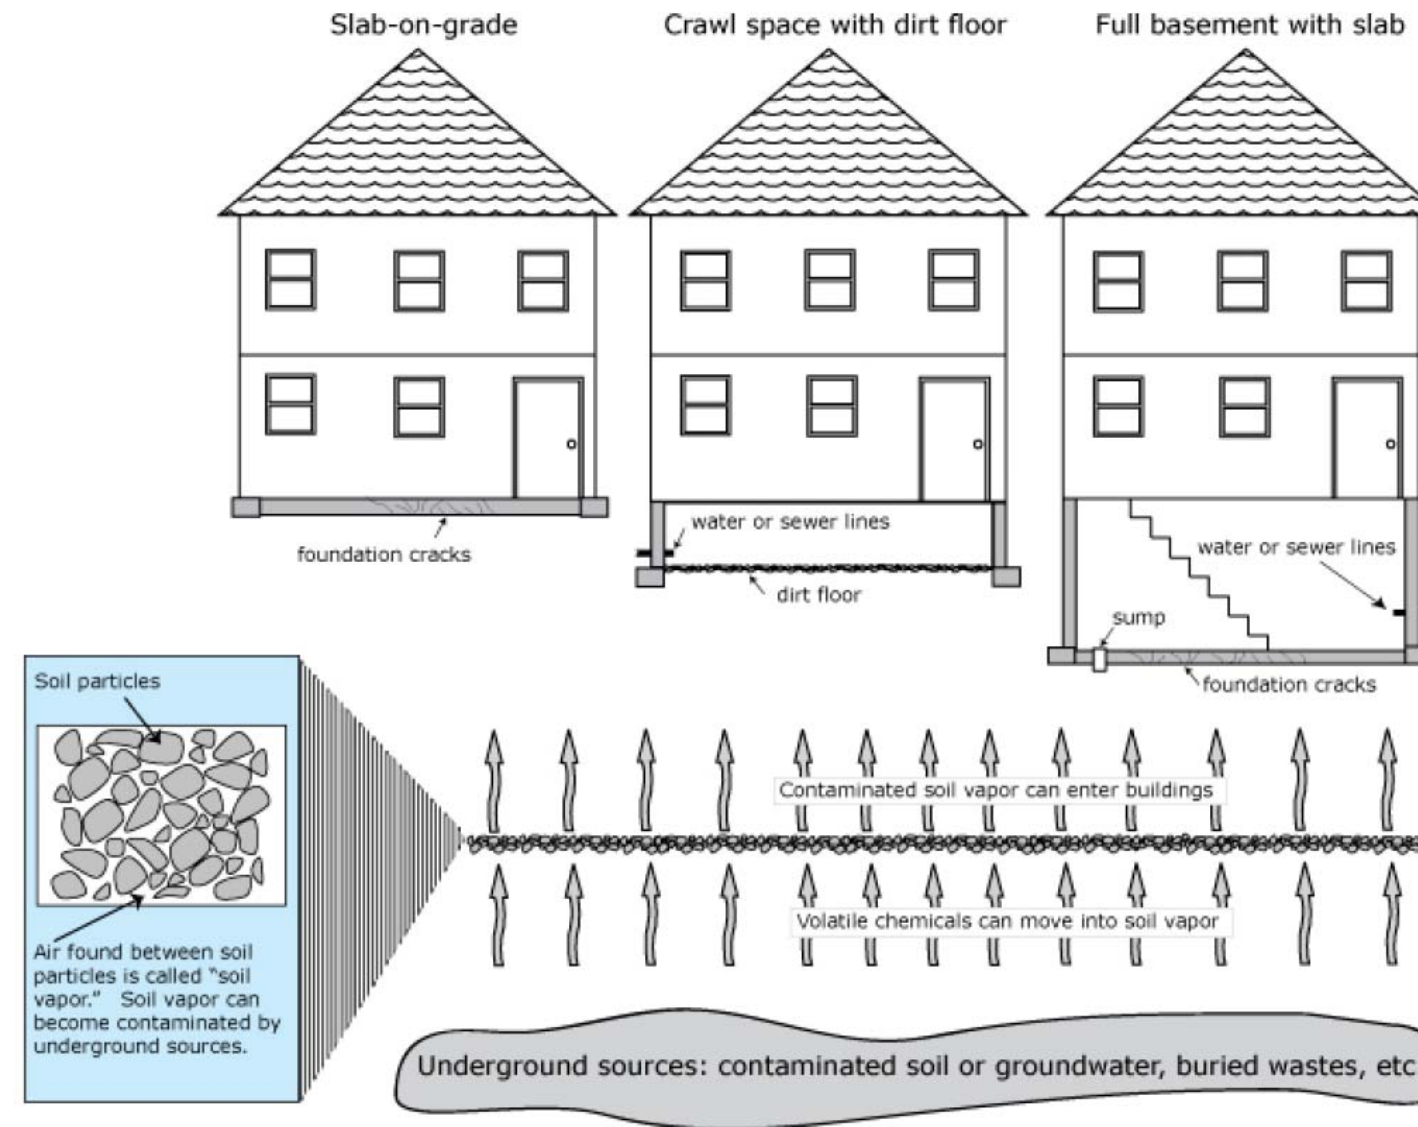 Slab-on-grade
Crawl space with dirt floor
Full basement with slab
foundation cracks
water or sewer lines
dirt floor
water or sewer lines
sump
foundation cracks
Soil particles
Air found between soil
particles is called “soil
vapor.” Soil vapor can
become contaminated by
underground sources.
Contaminated soil vapor can enter buildings
Volatile chemicals can move into soil vapor
Underground sources: contaminated soil or groundwater, buried wastes, etc